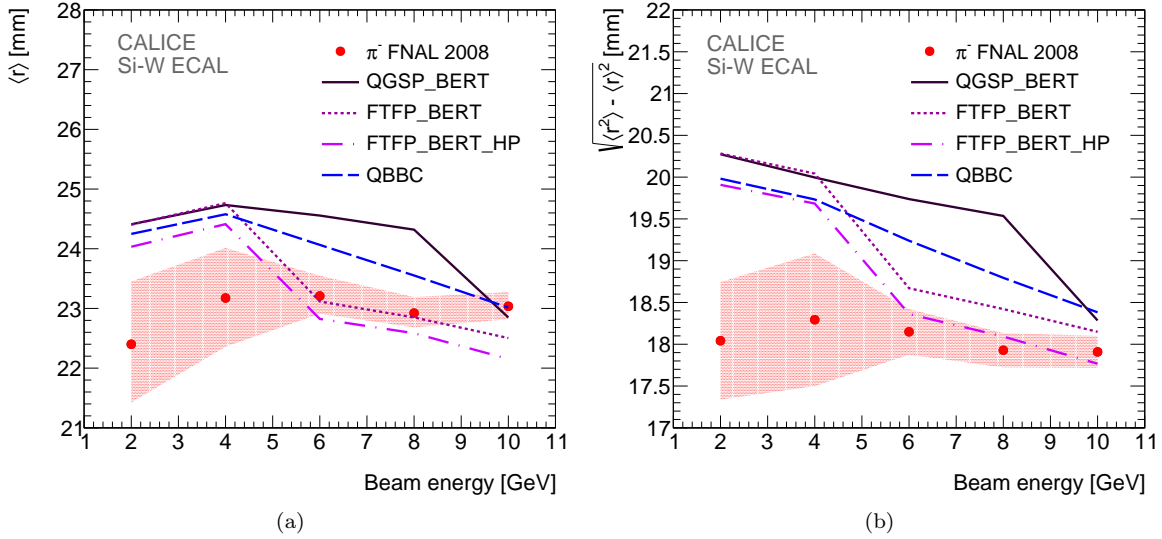 ⟨r⟩ [mm]
28
27
26
25
24
23
22
21
CALICE
Si-W ECAL
π⁻ FNAL 2008
QGSP_BERT
FTFP_BERT
FTFP_BERT_HP
QBBC
1 2 3 4 5 6 7 8 9 10 11
Beam energy [GeV]
(a)
√⟨r²⟩ - ⟨r⟩² [mm]
22
21.5
21
20.5
20
19.5
19
18.5
18
17.5
17
CALICE
Si-W ECAL
π⁻ FNAL 2008
QGSP_BERT
FTFP_BERT
FTFP_BERT_HP
QBBC
1 2 3 4 5 6 7 8 9 10 11
Beam energy [GeV]
(b)